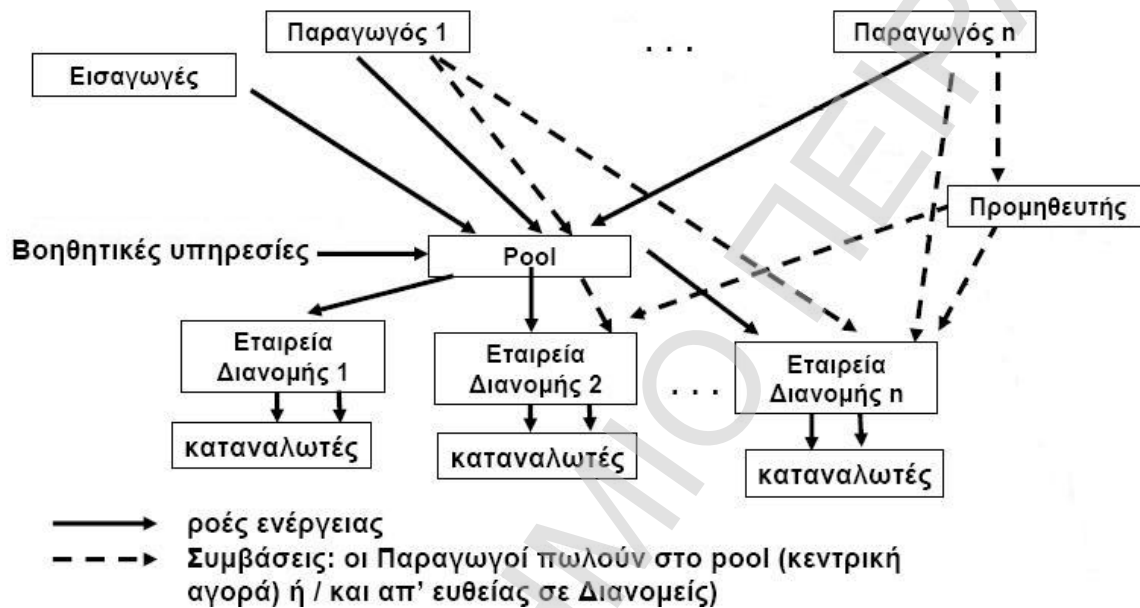 Παραγωγός 1
. . .
Παραγωγός n
Εισαγωγές
Προμηθευτής
Βοηθητικές υπηρεσίες
Pool
Εταιρεία
Διανομής 1
Εταιρεία
Διανομής 2
. . .
Εταιρεία
Διανομής n
καταναλωτές
καταναλωτές
καταναλωτές
ροές ενέργειας
Συμβάσεις: οι Παραγωγοί πωλούν στο pool (κεντρική
αγορά) ή / και απ’ ευθείας σε Διανομείς)